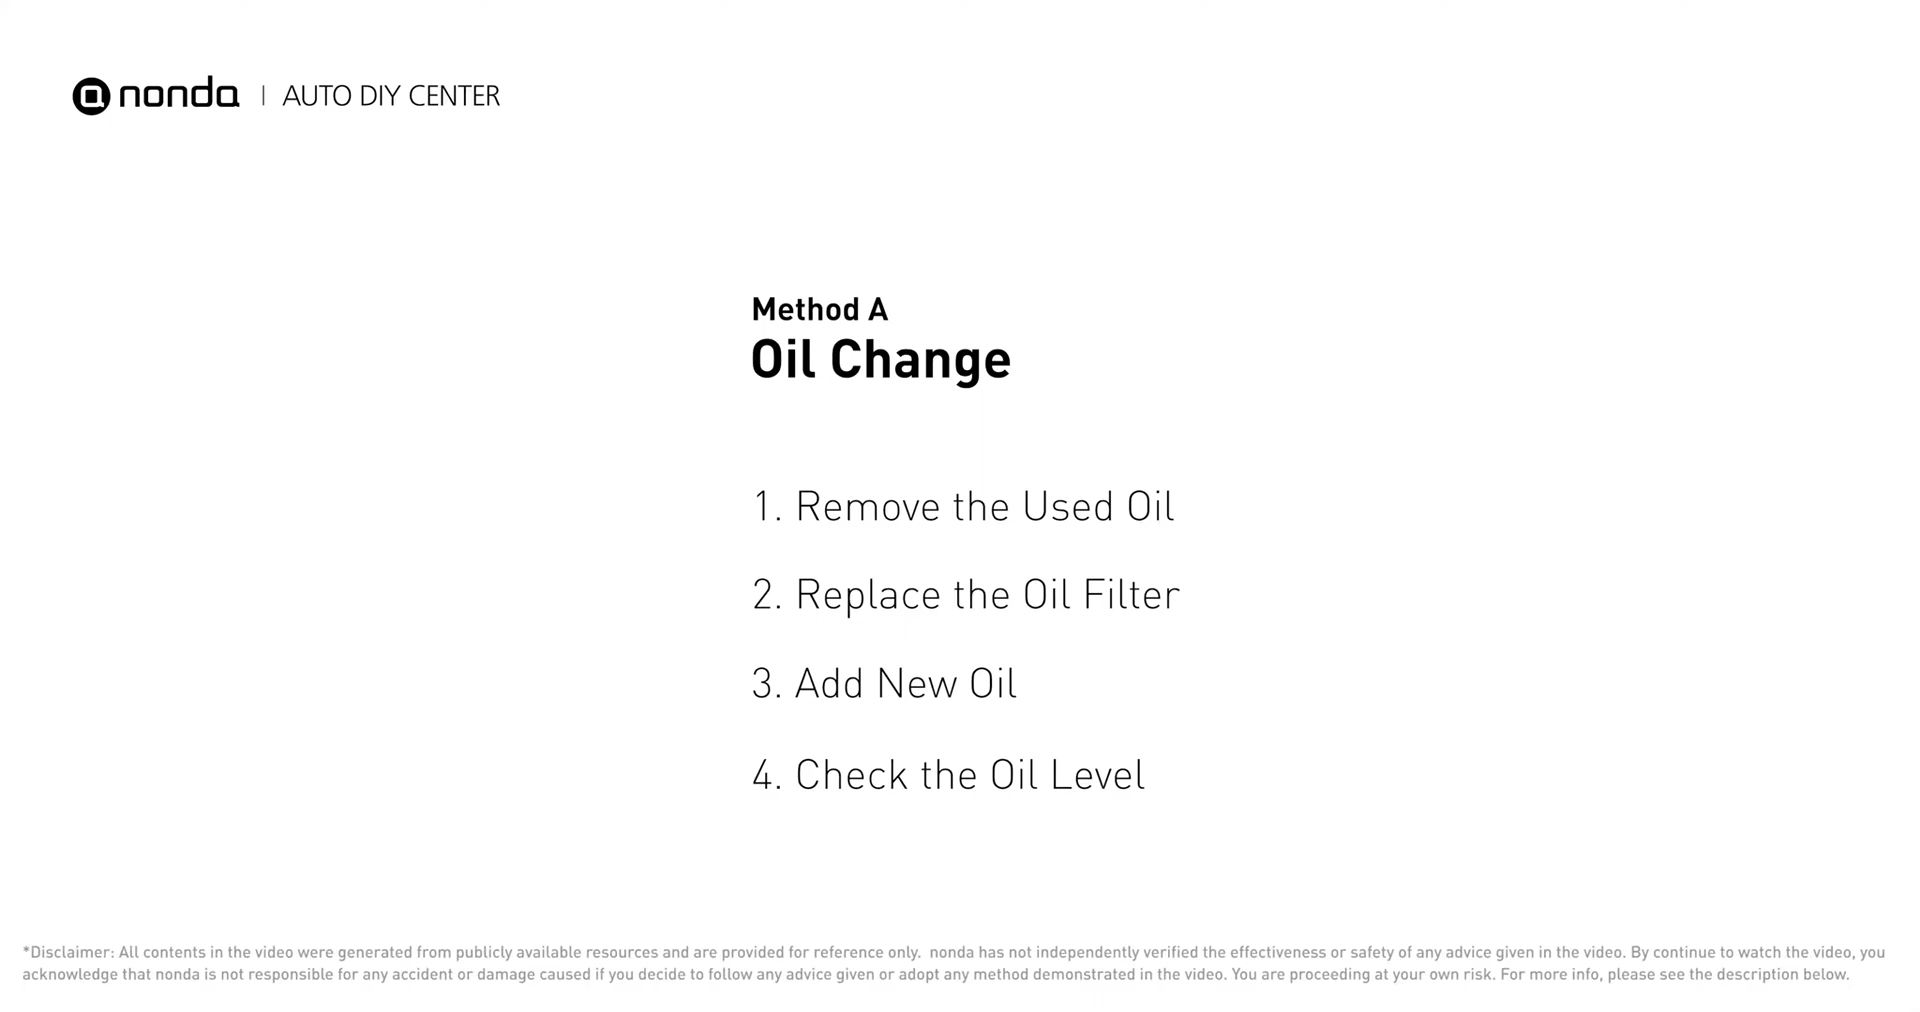 nonda | AUTO DIY CENTER
Method A
Oil Change
1. Remove the Used Oil
2. Replace the Oil Filter
3. Add New Oil
4. Check the Oil Level
*Disclaimer: All contents in the video were generated from publicly available resources and are provided for reference only. nonda has not independently verified the effectiveness or safety of any advice given in the video. By continue to watch the video, you
acknowledge that nonda is not responsible for any accident or damage caused if you decide to follow any advice given or adopt any method demonstrated in the video. You are proceeding at your own risk. For more info, please see the description below.